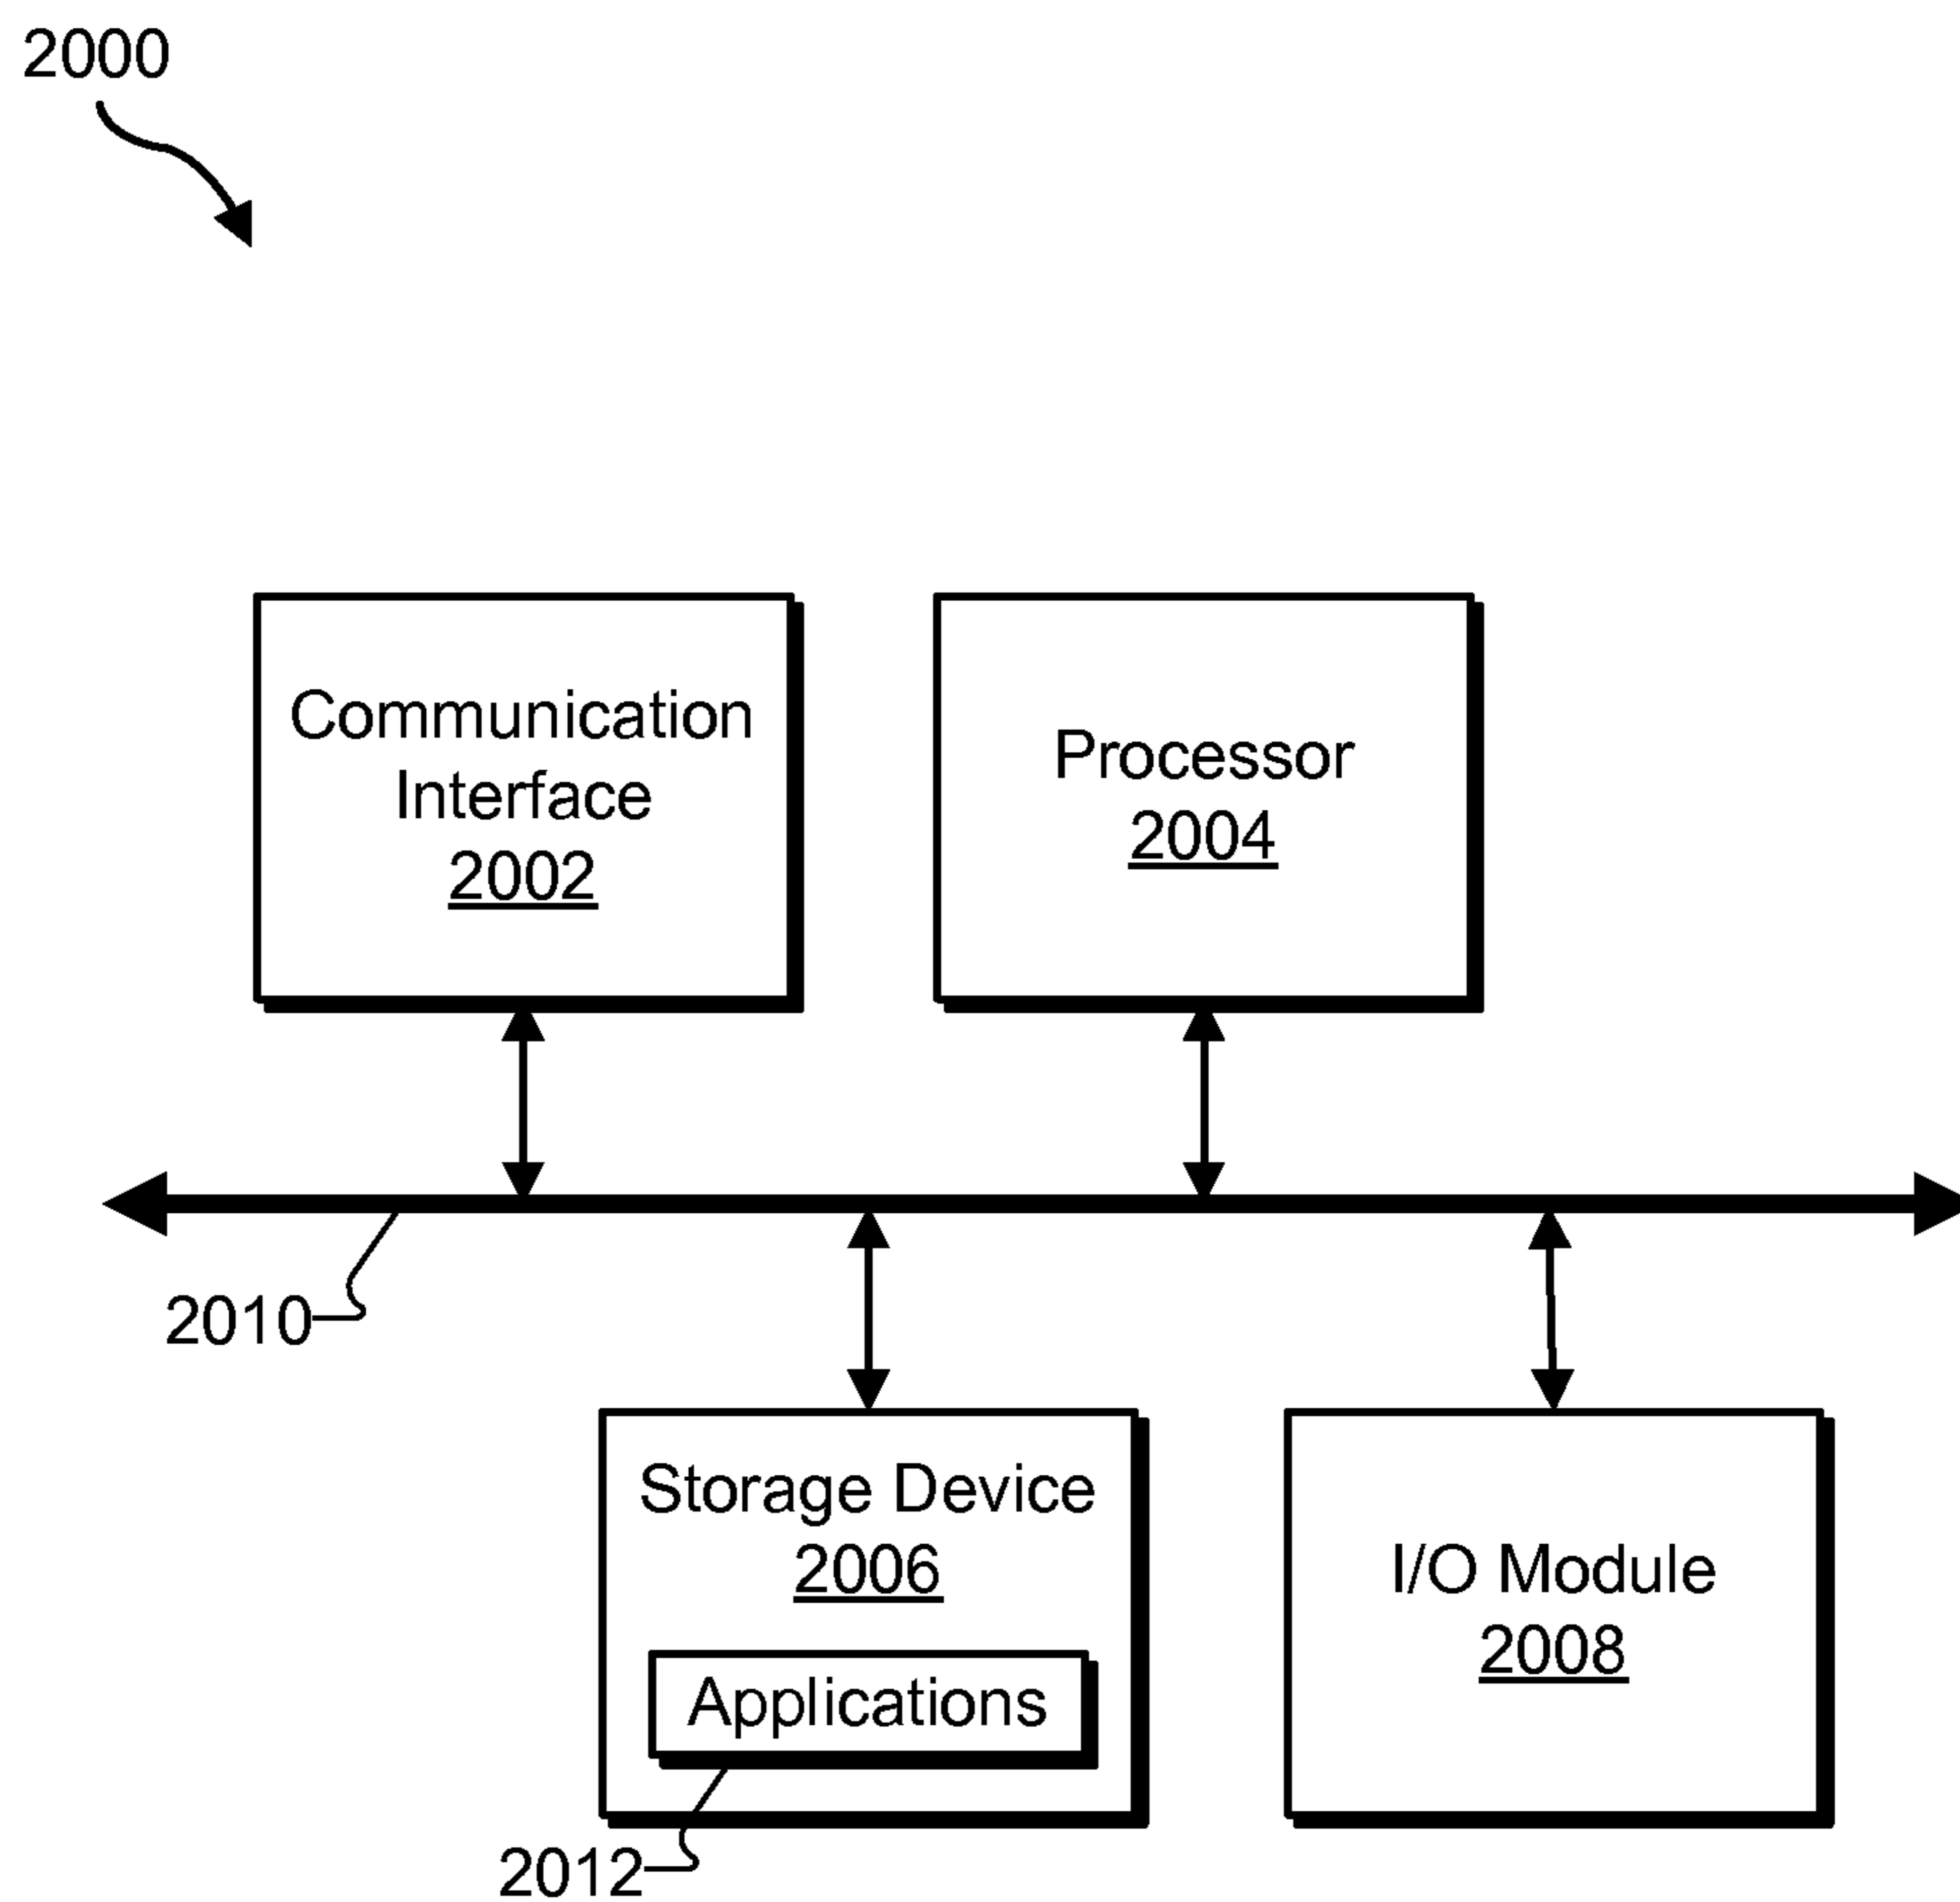 2000
Communication
Interface
2002
Processor
2004
2010
Storage Device
2006
Applications
2012
I/O Module
2008